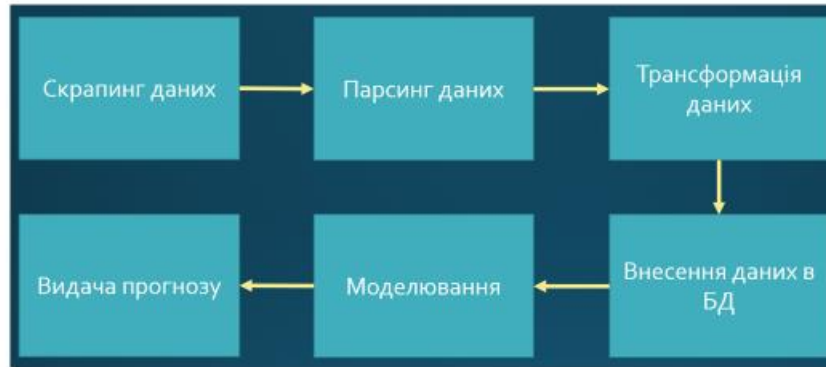 Скрапинг даних
Парсинг даних
Трансформація
даних
Видача прогнозу
Моделювання
Внесення даних в
БД